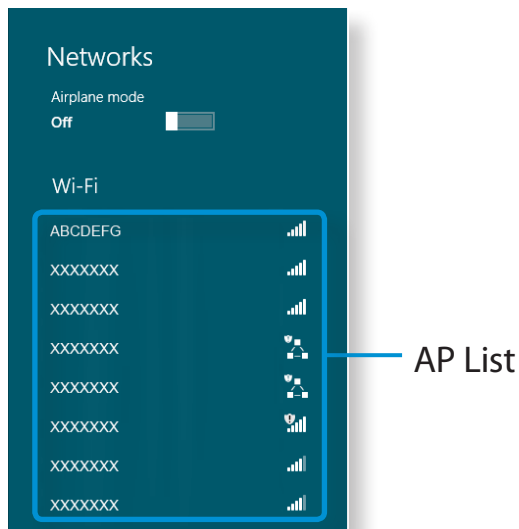 Networks
Airplane mode
Off
Wi-Fi
ABCDEFG
XXXXXXX
XXXXXXX
XXXXXXX
XXXXXXX
XXXXXXX
XXXXXXX
XXXXXXX
AP List